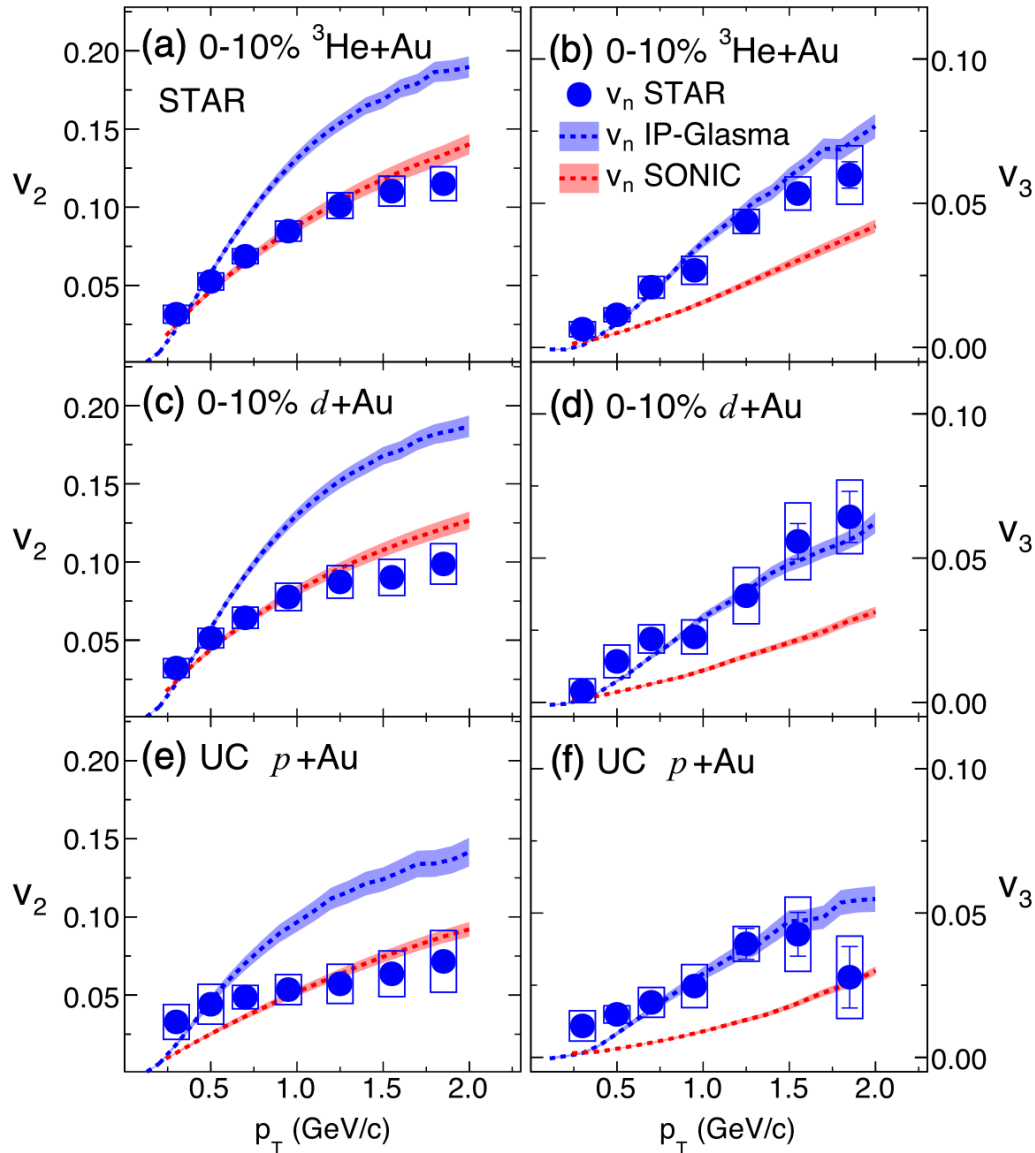 (a) 0-10% ³He+Au
STAR
(b) 0-10% ³He+Au
vₙ STAR
vₙ IP-Glasma
vₙ SONIC
0.20
0.15
0.10
0.05
v₂
0.10
0.05
0.00
v₃
(c) 0-10% d+Au
(d) 0-10% d+Au
0.20
0.15
0.10
0.05
v₂
0.10
0.05
0.00
v₃
(e) UC p+Au
(f) UC p+Au
0.20
0.15
0.10
0.05
v₂
0.10
0.05
0.00
v₃
0.5 1.0 1.5 2.0
0.5 1.0 1.5 2.0
p_T (GeV/c)
p_T (GeV/c)